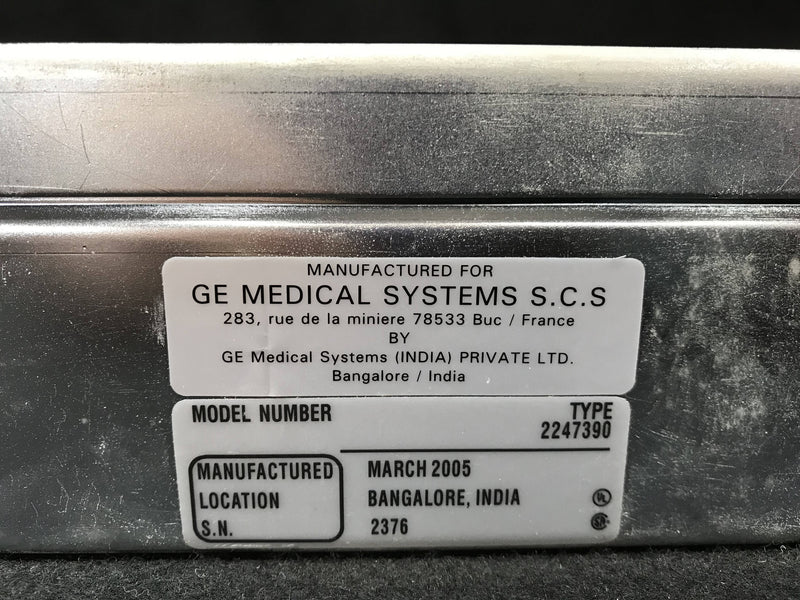 MANUFACTURED FOR
GE MEDICAL SYSTEMS S.C.S
283, rue de la miniere 78533 Buc / France
BY
GE Medical Systems (INDIA) PRIVATE LTD.
Bangalore / India
MODEL NUMBER TYPE
2247390
MANUFACTURED MARCH 2005
LOCATION BANGALORE, INDIA
S.N. 2376
UL